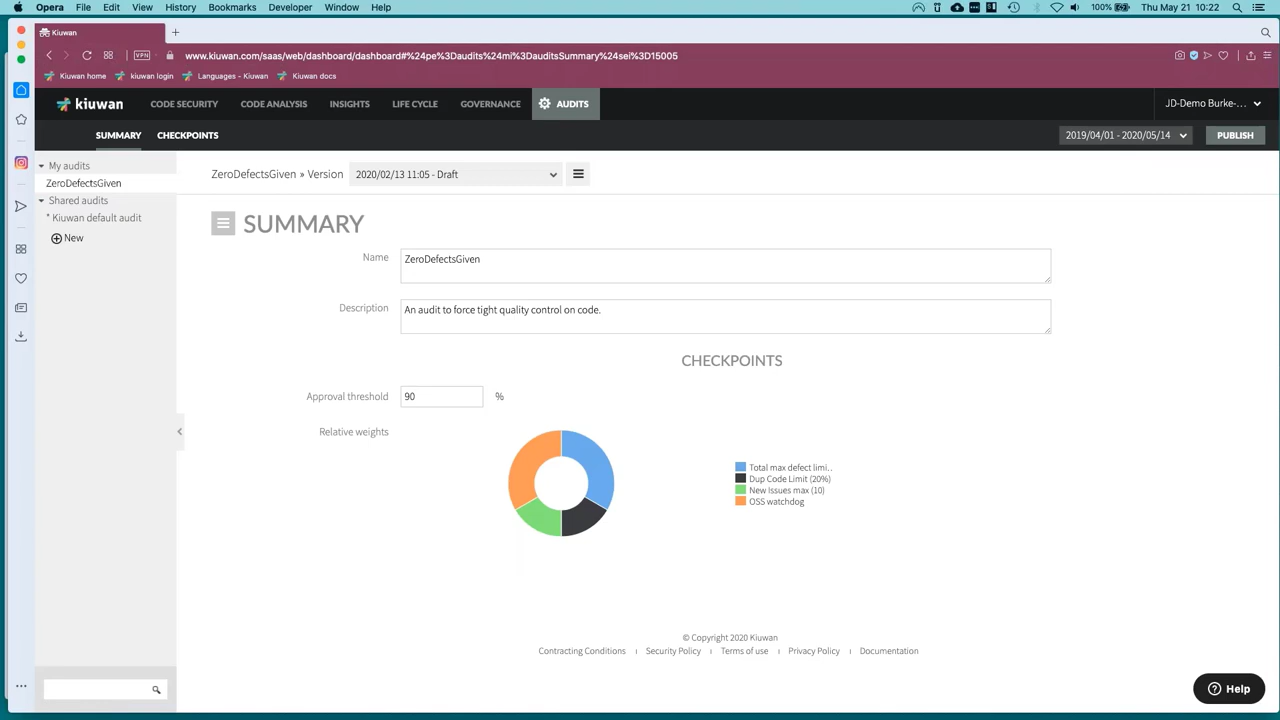 Opera File Edit View History Bookmarks Developer Window Help 100% Thu May 21 10:22
Kiuwan
VPN www.kiuwan.com/saas/web/dashboard/dashboard#%24pe%3Daudits%24mi%3DauditsSummary%24sei%3D15005
Kiuwan home kiuwan login Languages - Kiuwan Kiuwan docs
kiuwan CODE SECURITY CODE ANALYSIS INSIGHTS LIFE CYCLE GOVERNANCE AUDITS JD-Demo Burke-...
SUMMARY CHECKPOINTS 2019/04/01 - 2020/05/14 PUBLISH
My audits
ZeroDefectsGiven
Shared audits
* Kiuwan default audit
New
ZeroDefectsGiven » Version 2020/02/13 11:05 - Draft
SUMMARY
Name ZeroDefectsGiven
Description An audit to force tight quality control on code.
CHECKPOINTS
Approval threshold 90 %
Relative weights
Total max defect limi..
Dup Code Limit (20%)
New Issues max (10)
OSS watchdog
© Copyright 2020 Kiuwan
Contracting Conditions | Security Policy | Terms of use | Privacy Policy | Documentation
? Help